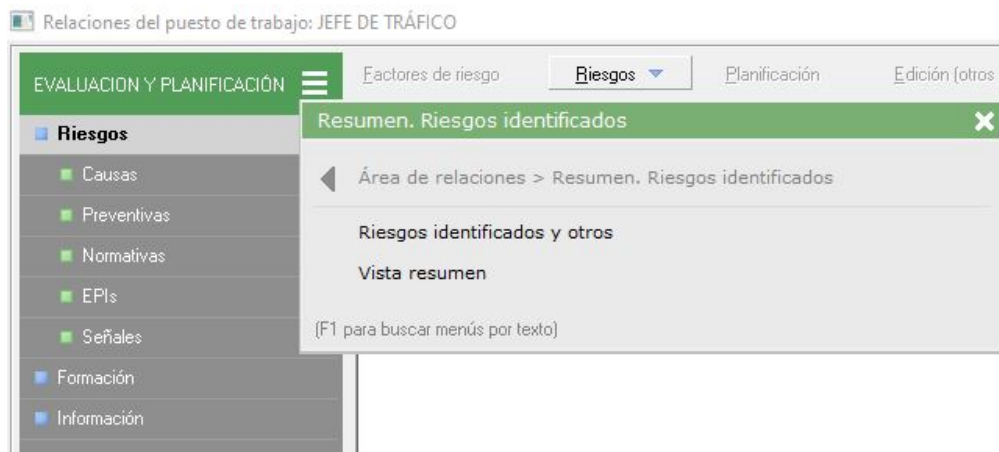 Relaciones del puesto de trabajo: JEFE DE TRÁFICO
EVALUACION Y PLANIFICACIÓN
Factores de riesgo Riesgos Planificación Edición (otros
Resumen. Riesgos identificados
Riesgos
Causas
Preventivas
Normativas
EPIs
Señales
Formación
Información
Área de relaciones > Resumen. Riesgos identificados
Riesgos identificados y otros
Vista resumen
(F1 para buscar menús por texto)